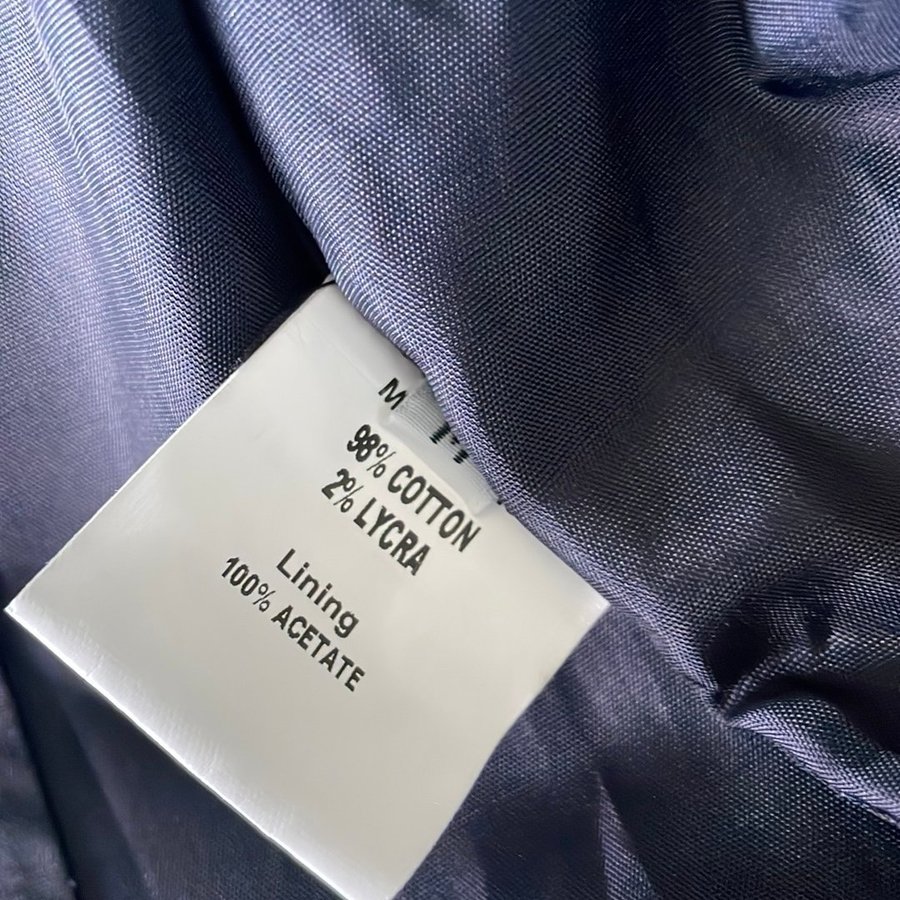 M
M
98% COTTON
2% LYCRA
Lining
100% ACETATE